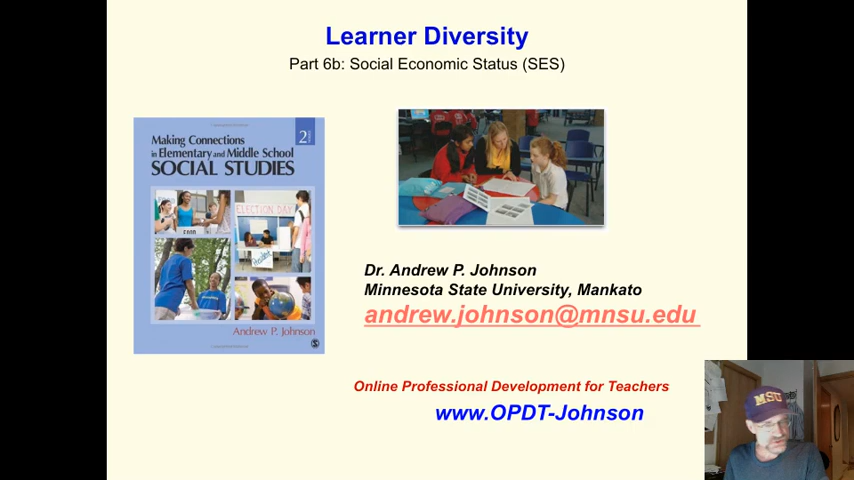 Learner Diversity
Part 6b: Social Economic Status (SES)
2
Making Connections
in Elementary and Middle School
SOCIAL STUDIES
ELECTION DAY
FOOD
Andrew P. Johnson
Dr. Andrew P. Johnson
Minnesota State University, Mankato
andrew.johnson@mnsu.edu
Online Professional Development for Teachers
www.OPDT-Johnson
MSU